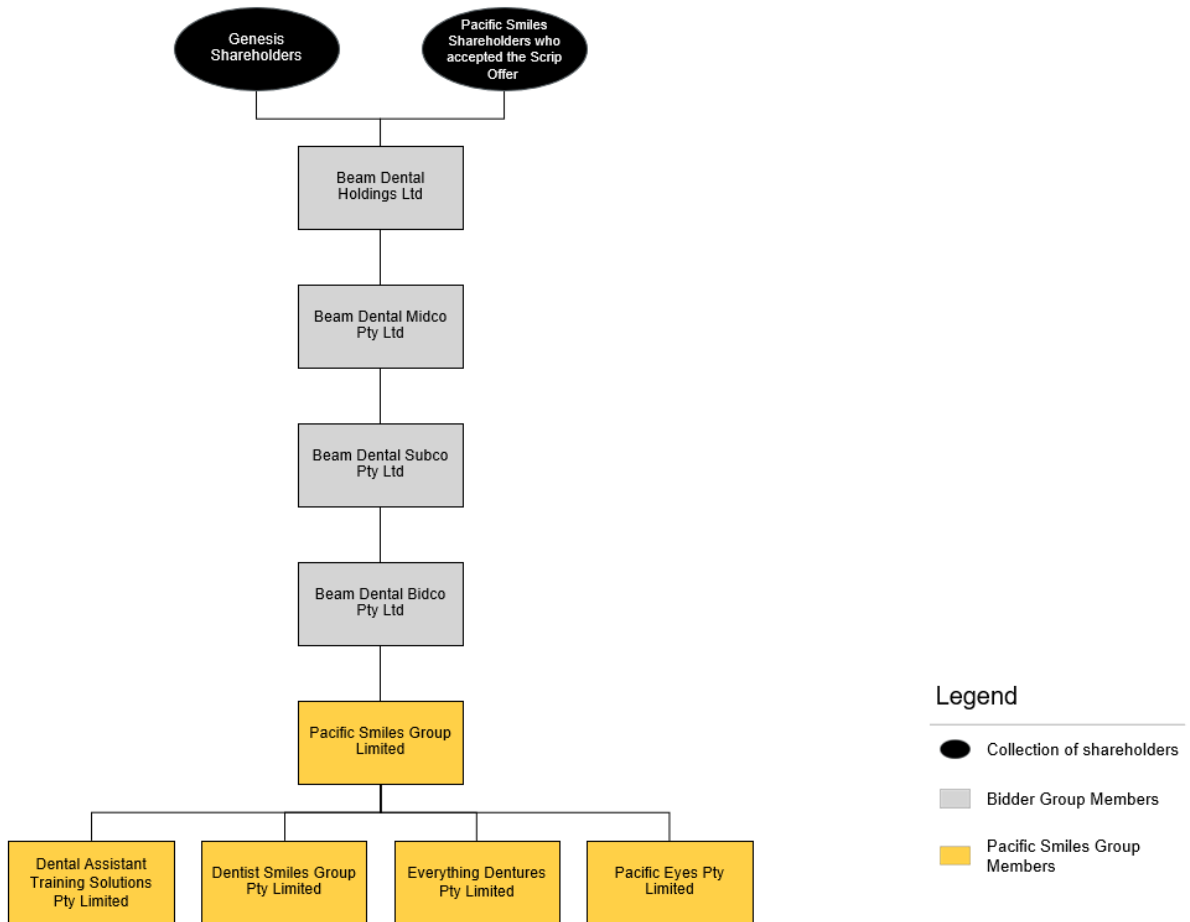 Genesis
Shareholders
Pacific Smiles
Shareholders who
accepted the Scrip
Offer
Beam Dental
Holdings Ltd
Beam Dental Midco
Pty Ltd
Beam Dental Subco
Pty Ltd
Beam Dental Bidco
Pty Ltd
Pacific Smiles Group
Limited
Dental Assistant
Training Solutions
Pty Limited
Dentist Smiles Group
Pty Limited
Everything Dentures
Pty Limited
Pacific Eyes Pty
Limited
Legend
Collection of shareholders
Bidder Group Members
Pacific Smiles Group
Members